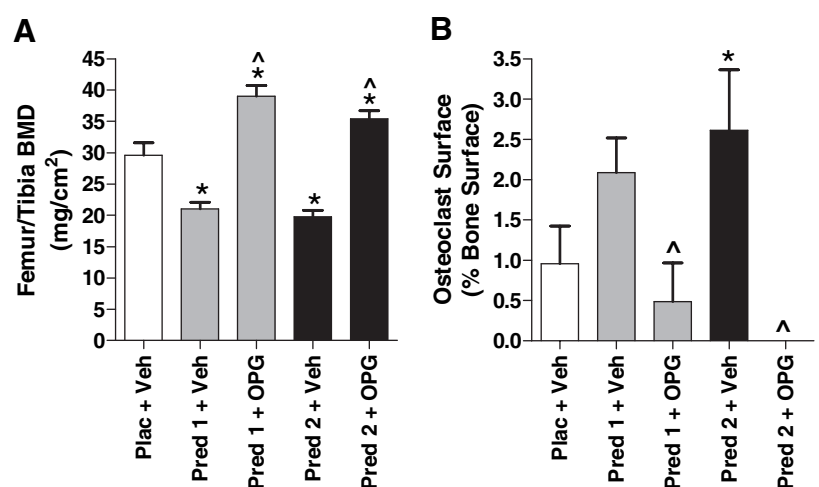 A
Femur/Tibia BMD
(mg/cm²)
45
40
35
30
25
20
15
10
5
0
*
^
*
*
^
*
Plac + Veh
Pred 1 + Veh
Pred 1 + OPG
Pred 2 + Veh
Pred 2 + OPG
B
Osteoclast Surface
(% Bone Surface)
3.5
3.0
2.5
2.0
1.5
1.0
0.5
0.0
^
*
^
Plac + Veh
Pred 1 + Veh
Pred 1 + OPG
Pred 2 + Veh
Pred 2 + OPG